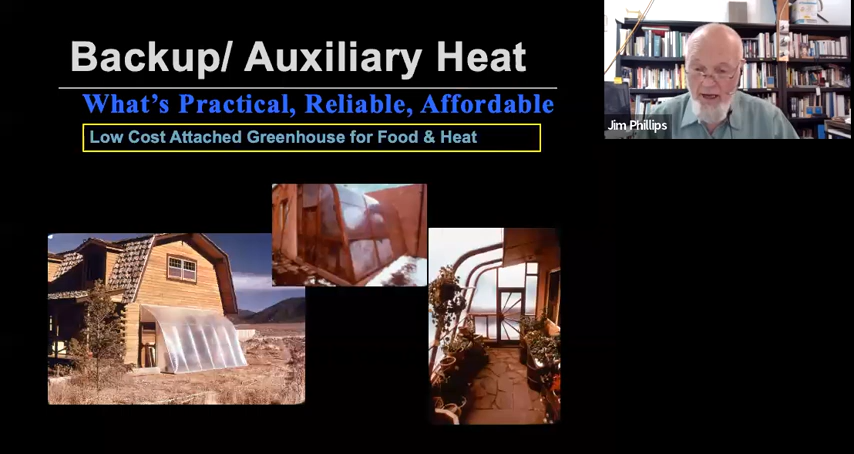 Backup/ Auxiliary Heat
What's Practical, Reliable, Affordable
Low Cost Attached Greenhouse for Food & Heat
Jim Phillips